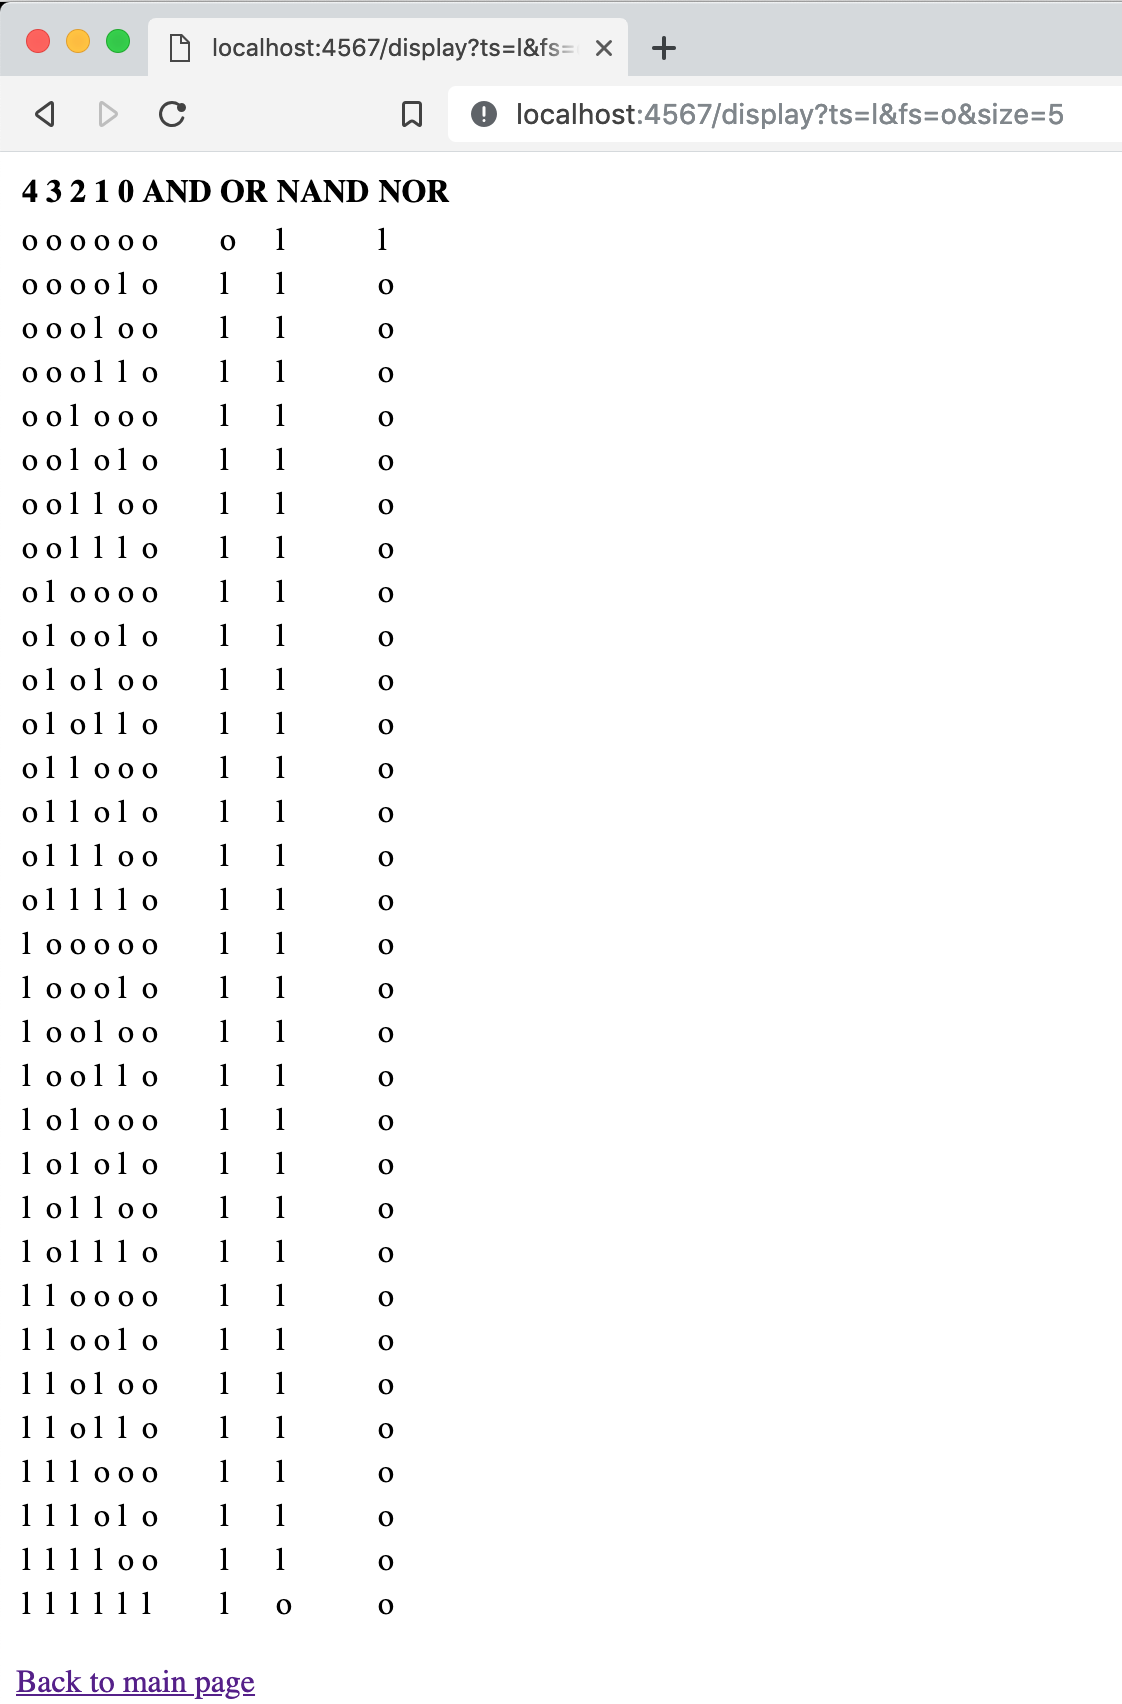 localhost:4567/display?ts=l&fs=
localhost:4567/display?ts=l&fs=o&size=5
4 3 2 1 0 AND OR NAND NOR
o o o o o o o l l
o o o o l o l l o
o o o l o o l l o
o o o l l o l l o
o o l o o o l l o
o o l o l o l l o
o o l l o o l l o
o o l l l o l l o
o l o o o o l l o
o l o o l o l l o
o l o l o o l l o
o l o l l o l l o
o l l o o o l l o
o l l o l o l l o
o l l l o o l l o
o l l l l o l l o
l o o o o o l l o
l o o o l o l l o
l o o l o o l l o
l o o l l o l l o
l o l o o o l l o
l o l o l o l l o
l o l l o o l l o
l o l l l o l l o
l l o o o o l l o
l l o o l o l l o
l l o l o o l l o
l l o l l o l l o
l l l o o o l l o
l l l o l o l l o
l l l l o o l l o
l l l l l l l o o
Back to main page